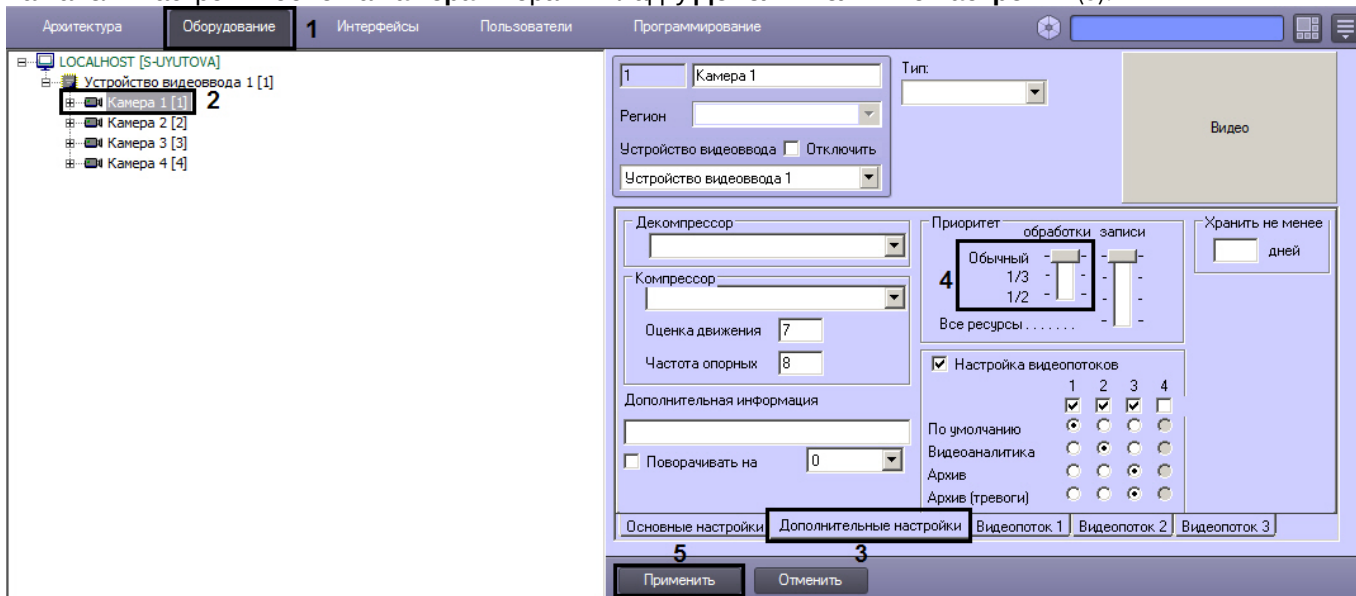 Архитектура Оборудование 1 Интерфейсы Пользователи Программирование
LOCALHOST [S-UYUTOVA]
Устройство видеоввода 1 [1]
Камера 1 [1] 2
Камера 2 [2]
Камера 3 [3]
Камера 4 [4]
1 Камера 1
Тип:
Регион
Видео
Устройство видеоввода Отключить
Устройство видеоввода 1
Декомпрессор
Компрессор
Оценка движения 7
Частота опорных 8
Дополнительная информация
Поворачивать на 0
Приоритет
обработки записи
Обычный
4 1/3
1/2
Все ресурсы . . . . . . .
Хранить не менее
дней
Настройка видеопотоков
1 2 3 4
По умолчанию
Видеоаналитика
Архив
Архив (тревоги)
Основные настройки Дополнительные настройки Видеопоток 1 Видеопоток 2 Видеопоток 3
5 3
Применить Отменить